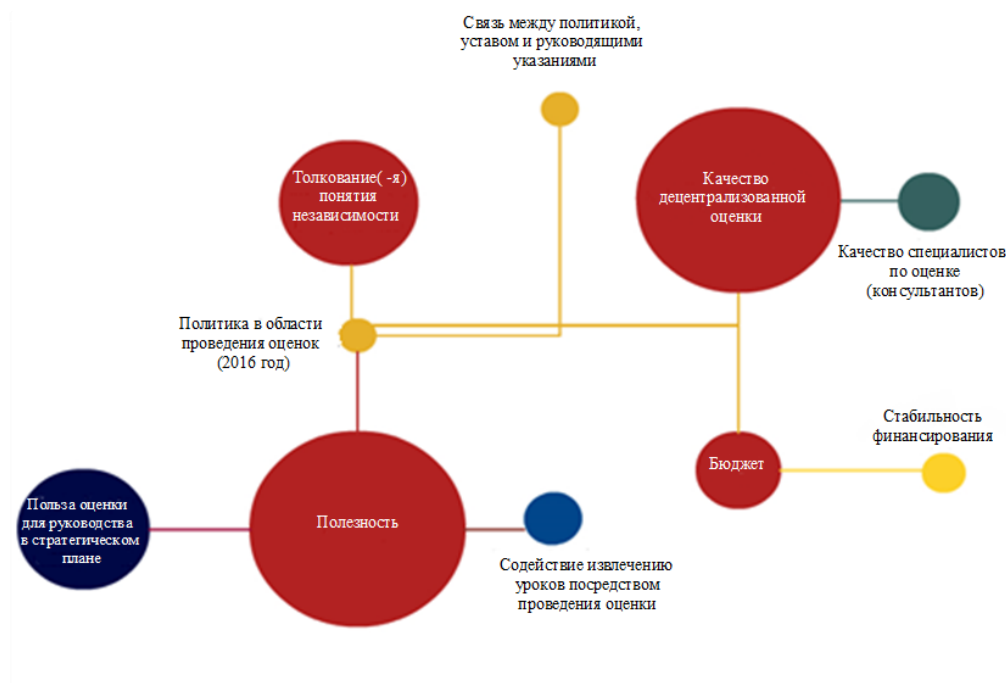 Связь между политикой,
уставом и руководящими
указаниями
Толкование( -я)
понятия
независимости
Качество
децентрализованной
оценки
Качество специалистов
по оценке
(консультантов)
Политика в области
проведения оценок
(2016 год)
Стабильность
финансирования
Бюджет
Польза оценки
для руководства
в стратегическом
плане
Полезность
Содействие извлечению
уроков посредством
проведения оценки